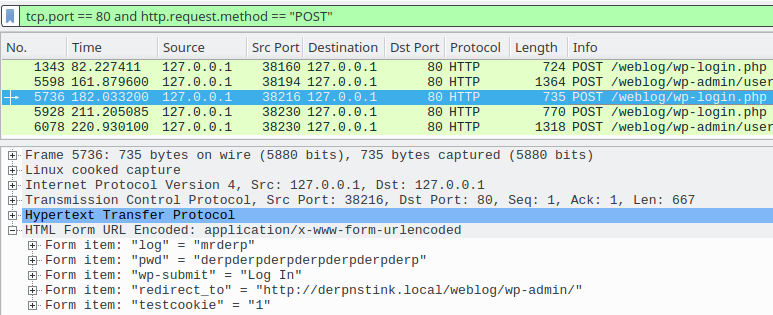 tcp.port == 80 and http.request.method == "POST"
No. Time Source Src Port Destination Dst Port Protocol Length Info
1343 82.227411 127.0.0.1 38160 127.0.0.1 80 HTTP 724 POST /weblog/wp-login.php
5598 161.879600 127.0.0.1 38194 127.0.0.1 80 HTTP 1364 POST /weblog/wp-admin/user
5736 182.033200 127.0.0.1 38216 127.0.0.1 80 HTTP 735 POST /weblog/wp-login.php
5928 211.205085 127.0.0.1 38230 127.0.0.1 80 HTTP 770 POST /weblog/wp-login.php
6078 220.930100 127.0.0.1 38230 127.0.0.1 80 HTTP 1318 POST /weblog/wp-admin/user
Frame 5736: 735 bytes on wire (5880 bits), 735 bytes captured (5880 bits)
Linux cooked capture
Internet Protocol Version 4, Src: 127.0.0.1, Dst: 127.0.0.1
Transmission Control Protocol, Src Port: 38216, Dst Port: 80, Seq: 1, Ack: 1, Len: 667
Hypertext Transfer Protocol
HTML Form URL Encoded: application/x-www-form-urlencoded
Form item: "log" = "mrderp"
Form item: "pwd" = "derpderpderpderpderpderpderp"
Form item: "wp-submit" = "Log In"
Form item: "redirect_to" = "http://derpnstink.local/weblog/wp-admin/"
Form item: "testcookie" = "1"